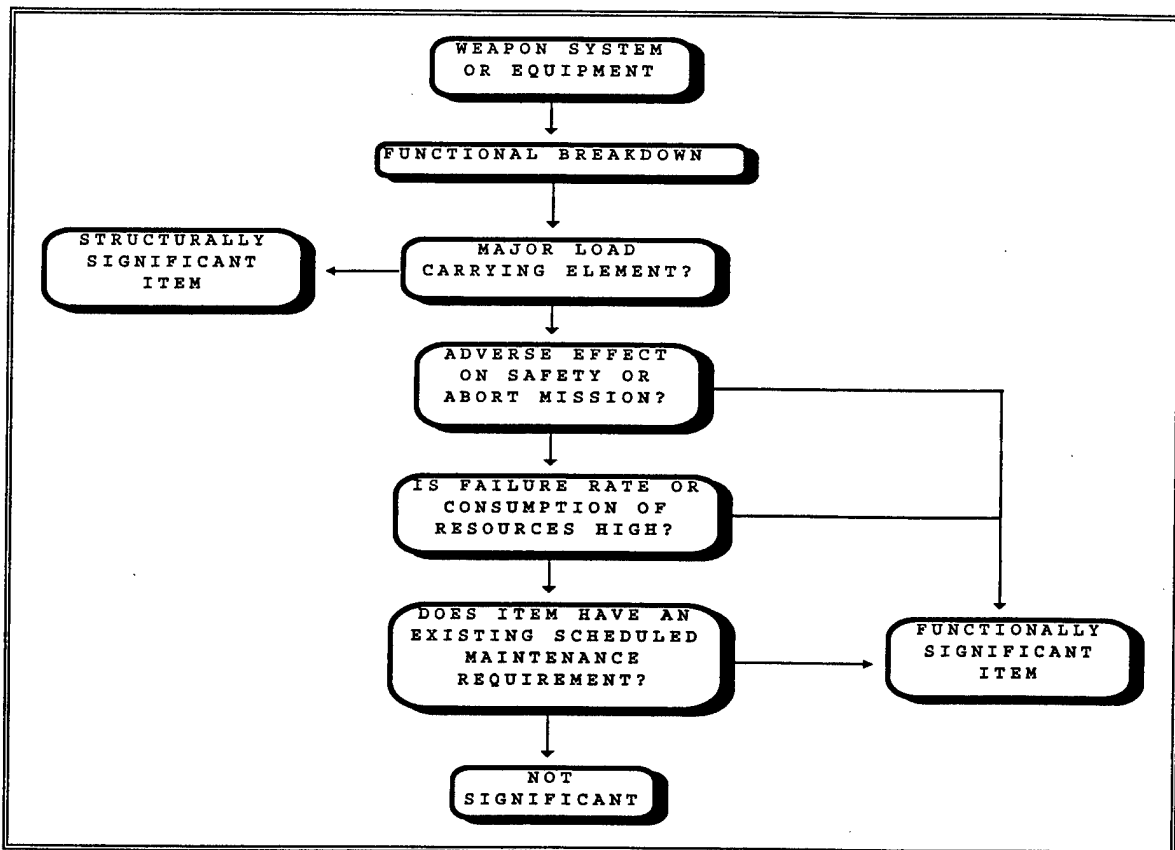 WEAPON SYSTEM
OR EQUIPMENT
FUNCTIONAL BREAKDOWN
STRUCTURALLY
SIGNIFICANT
ITEM
MAJOR LOAD
CARRYING ELEMENT?
ADVERSE EFFECT
ON SAFETY OR
ABORT MISSION?
IS FAILURE RATE OR
CONSUMPTION OF
RESOURCES HIGH?
DOES ITEM HAVE AN
EXISTING SCHEDULED
MAINTENANCE
REQUIREMENT?
FUNCTIONALLY
SIGNIFICANT
ITEM
NOT
SIGNIFICANT